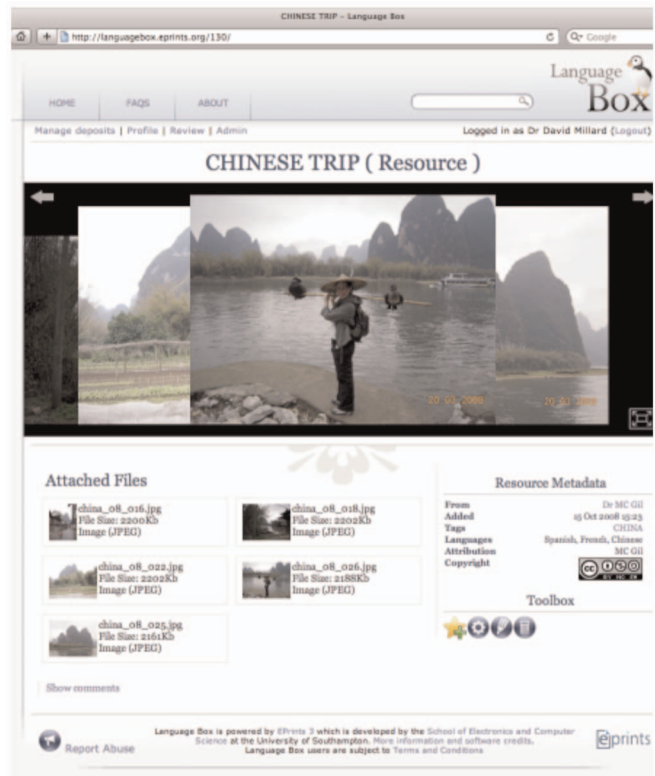 CHINESE TRIP – Language Box
http://languagebox.eprints.org/130/
Google
Language
Box
HOME FAQS ABOUT
Manage deposits | Profile | Review | Admin
Logged in as Dr David Millard (Logout)
CHINESE TRIP ( Resource )
20 03 2008
20 03 2008
Attached Files
china_08_016.jpg
File Size: 2200Kb
Image (JPEG)
china_08_018.jpg
File Size: 2202Kb
Image (JPEG)
china_08_022.jpg
File Size: 2202Kb
Image (JPEG)
china_08_026.jpg
File Size: 2188Kb
Image (JPEG)
china_08_025.jpg
File Size: 2161Kb
Image (JPEG)
Show comments
Resource Metadata
From Dr MC Gil
Added 15 Oct 2008 15:23
Tags CHINA
Languages Spanish, French, Chinese
Attribution MC Gil
Copyright
cc
BY NC SA
Toolbox
Report Abuse
Language Box is powered by EPrints 3 which is developed by the School of Electronics and Computer
Science at the University of Southampton. More information and software credits.
Language Box users are subject to Terms and Conditions
eprints